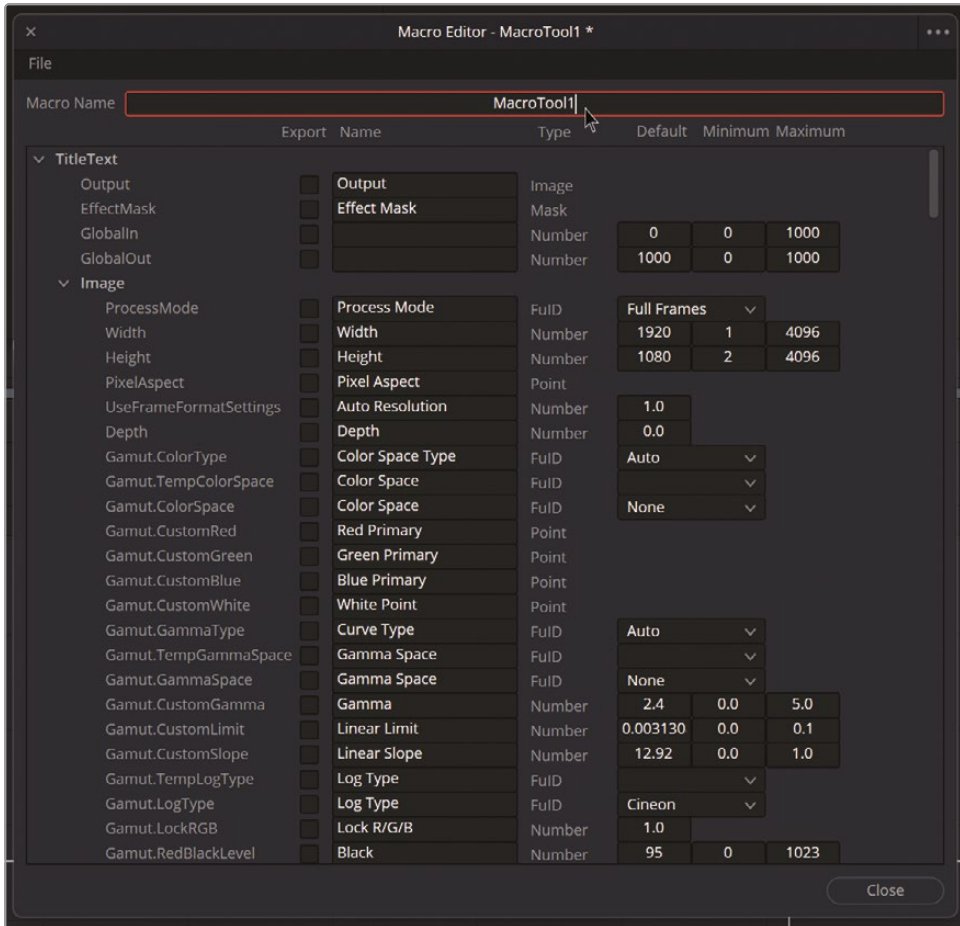 Macro Editor - MacroTool1 *
File
Macro Name MacroTool1
Export Name Type Default Minimum Maximum
TitleText
Output Output Image
EffectMask Effect Mask Mask
GlobalIn Number 0 0 1000
GlobalOut Number 1000 0 1000
Image
ProcessMode Process Mode FuID Full Frames
Width Width Number 1920 1 4096
Height Height Number 1080 2 4096
PixelAspect Pixel Aspect Point
UseFrameFormatSettings Auto Resolution Number 1.0
Depth Depth Number 0.0
Gamut.ColorType Color Space Type FuID Auto
Gamut.TempColorSpace Color Space FuID
Gamut.ColorSpace Color Space FuID None
Gamut.CustomRed Red Primary Point
Gamut.CustomGreen Green Primary Point
Gamut.CustomBlue Blue Primary Point
Gamut.CustomWhite White Point Point
Gamut.GammaType Curve Type FuID Auto
Gamut.TempGammaSpace Gamma Space FuID
Gamut.GammaSpace Gamma Space FuID None
Gamut.CustomGamma Gamma Number 2.4 0.0 5.0
Gamut.CustomLimit Linear Limit Number 0.003130 0.0 0.1
Gamut.CustomSlope Linear Slope Number 12.92 0.0 1.0
Gamut.TempLogType Log Type FuID
Gamut.LogType Log Type FuID Cineon
Gamut.LockRGB Lock R/G/B Number 1.0
Gamut.RedBlackLevel Black Number 95 0 1023
Close